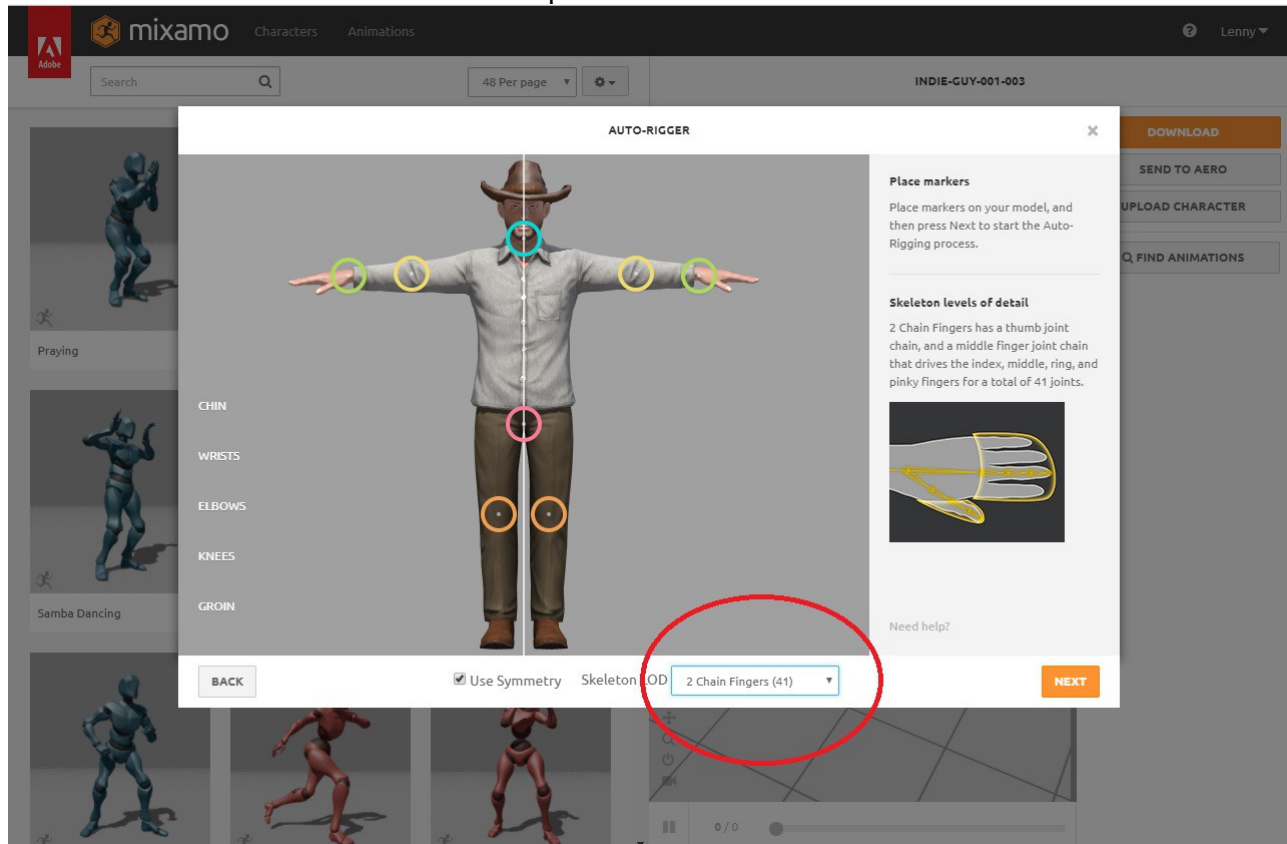 mixamo
Characters
Animations
Lenny
Adobe
Search
48 Per page
INDIE-GUY-001-003
AUTO-RIGGER
DOWNLOAD
SEND TO AERO
UPLOAD CHARACTER
FIND ANIMATIONS
Place markers
Place markers on your model, and
then press Next to start the Auto-
Rigging process.
Skeleton levels of detail
2 Chain Fingers has a thumb joint
chain, and a middle finger joint chain
that drives the index, middle, ring, and
pinky fingers for a total of 41 joints.
Praying
CHIN
WRISTS
ELBOWS
KNEES
GROIN
Samba Dancing
Need help?
BACK
Use Symmetry
Skeleton LOD
2 Chain Fingers (41)
NEXT
0 / 0